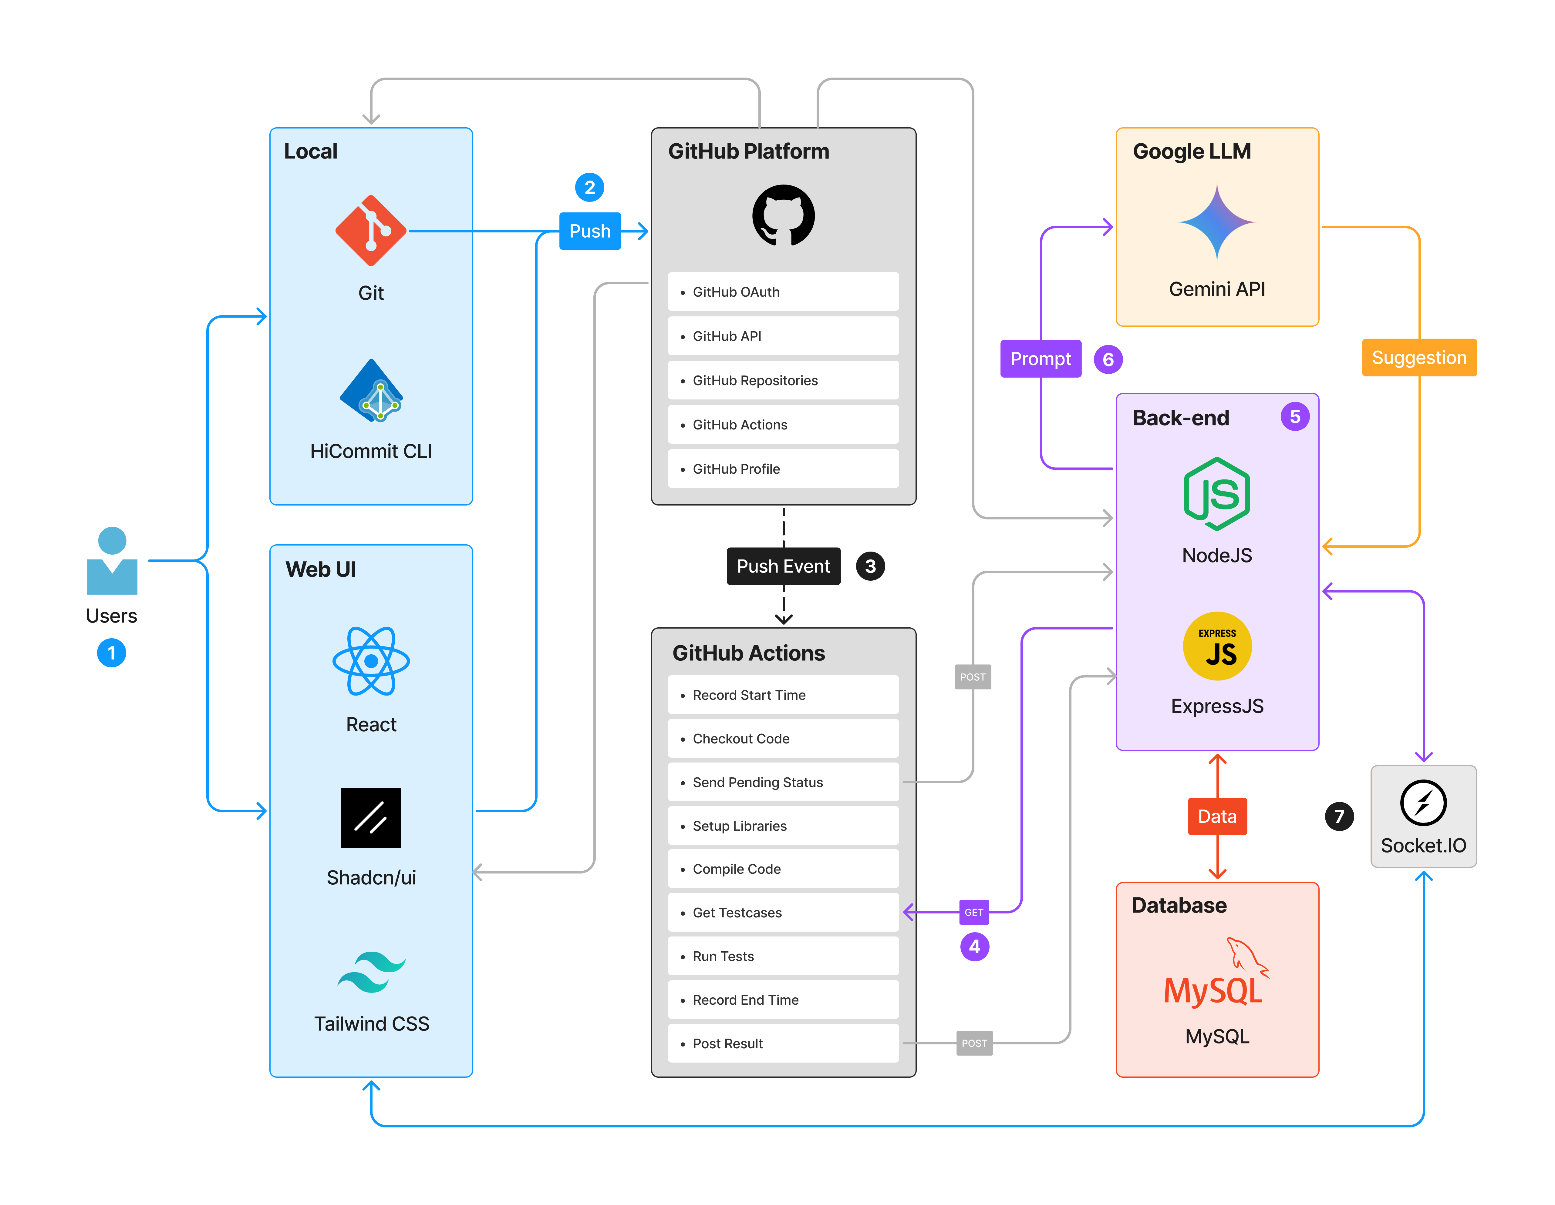 Local
Git
HiCommit CLI
Users
1
Web UI
React
Shadcn/ui
Tailwind CSS
2
Push
GitHub Platform
• GitHub OAuth
• GitHub API
• GitHub Repositories
• GitHub Actions
• GitHub Profile
Push Event
3
GitHub Actions
• Record Start Time
• Checkout Code
• Send Pending Status
• Setup Libraries
• Compile Code
• Get Testcases
• Run Tests
• Record End Time
• Post Result
POST
GET
4
POST
Google LLM
Gemini API
Prompt
6
Suggestion
Back-end
5
JS
NodeJS
EXPRESS
JS
ExpressJS
Data
7
Socket.IO
Database
MySQL
MySQL